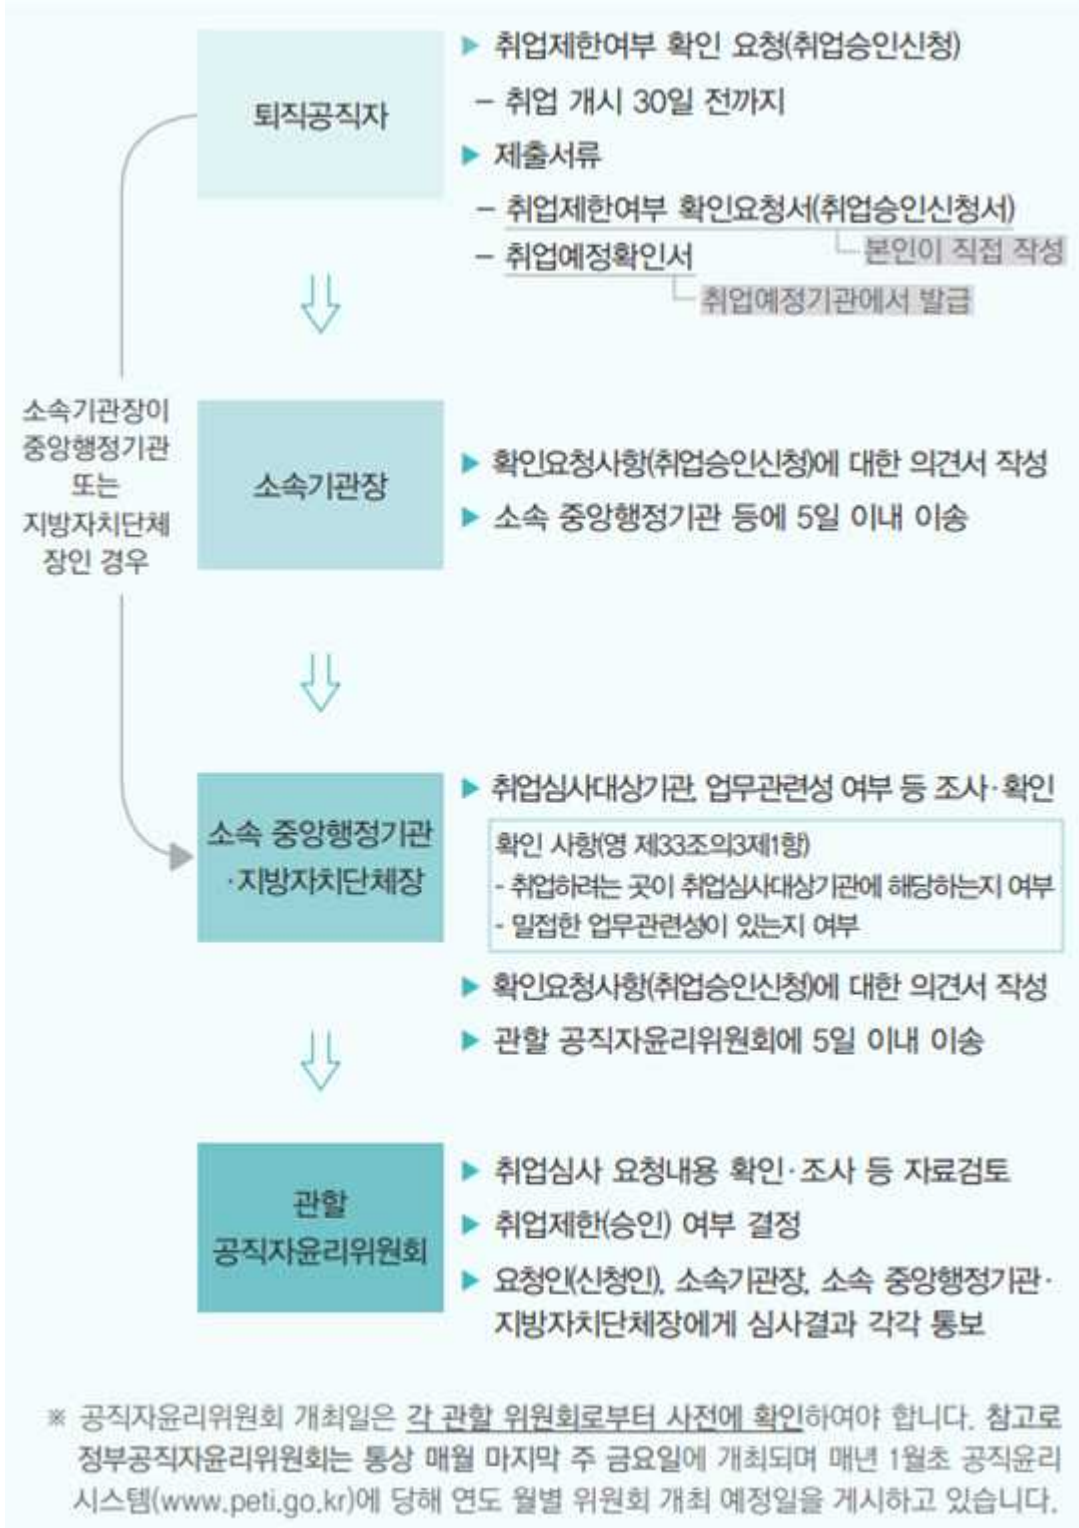 퇴직공직자
▶ 취업제한여부 확인 요청(취업승인신청)
– 취업 개시 30일 전까지
▶ 제출서류
– 취업제한여부 확인요청서(취업승인신청서)
본인이 직접 작성
– 취업예정확인서
취업예정기관에서 발급
소속기관장이
중앙행정기관
또는
지방자치단체
장인 경우
소속기관장
▶ 확인요청사항(취업승인신청)에 대한 의견서 작성
▶ 소속 중앙행정기관 등에 5일 이내 이송
소속 중앙행정기관
·지방자치단체장
▶ 취업심사대상기관, 업무관련성 여부 등 조사·확인
확인 사항(영 제33조의3제1항)
- 취업하려는 곳이 취업심사대상기관에 해당하는지 여부
- 밀접한 업무관련성이 있는지 여부
▶ 확인요청사항(취업승인신청)에 대한 의견서 작성
▶ 관할 공직자윤리위원회에 5일 이내 이송
관할
공직자윤리위원회
▶ 취업심사 요청내용 확인·조사 등 자료검토
▶ 취업제한(승인) 여부 결정
▶ 요청인(신청인), 소속기관장, 소속 중앙행정기관·
지방자치단체장에게 심사결과 각각 통보
※ 공직자윤리위원회 개최일은 각 관할 위원회로부터 사전에 확인하여야 합니다. 참고로
정부공직자윤리위원회는 통상 매월 마지막 주 금요일에 개최되며 매년 1월초 공직윤리
시스템(www.peti.go.kr)에 당해 연도 월별 위원회 개최 예정일을 게시하고 있습니다.